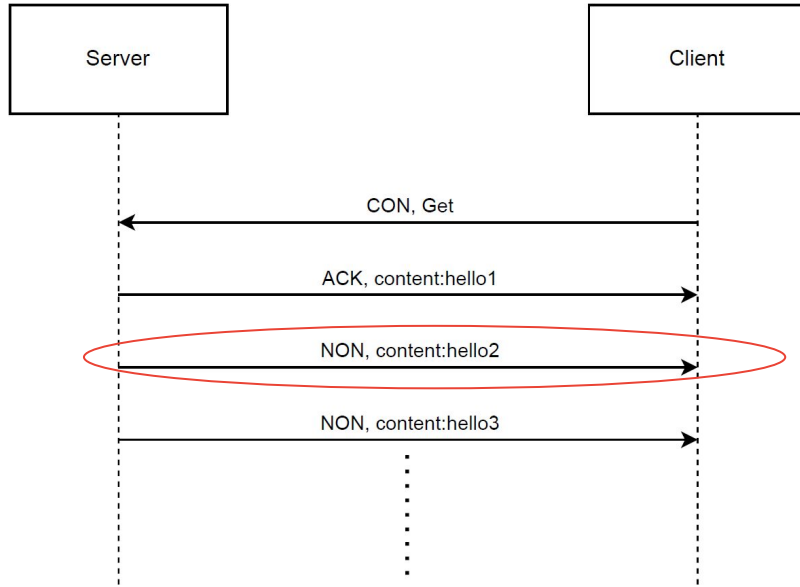 Server
Client
CON, Get
ACK, content:hello1
NON, content:hello2
NON, content:hello3